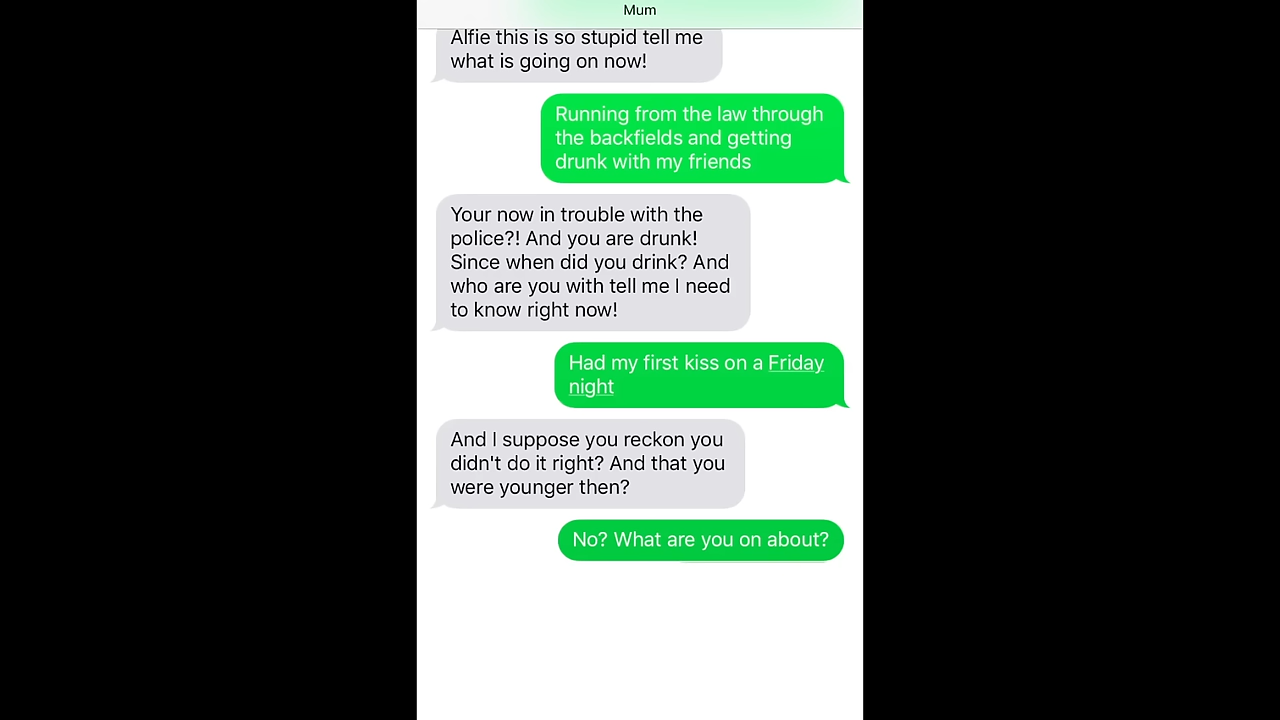 Mum
Alfie this is so stupid tell me
what is going on now!
Running from the law through
the backfields and getting
drunk with my friends
Your now in trouble with the
police?! And you are drunk!
Since when did you drink? And
who are you with tell me I need
to know right now!
Had my first kiss on a Friday
night
And I suppose you reckon you
didn't do it right? And that you
were younger then?
No? What are you on about?